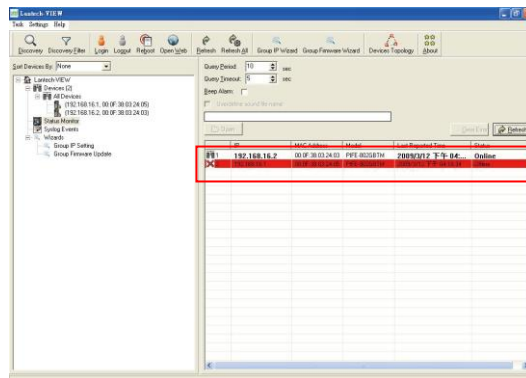 Lantech VIEW
Task Settings Help
Discovery Discovery Filter Login Logout Reboot Open Web Refresh Refresh All Group IP Wizard Group Firmware Wizard Devices Topology About
Sort Devices By: None
Query Period: 10 sec
Query Timeout: 5 sec
Beep Alarm:
Lantech VIEW
Devices (2)
All Devices
(192.168.16.1, 00.0F.38.03.24.05)
(192.168.16.2, 00.0F.38.03.24.03)
Status Monitor
Syslog Events
Wizards
Group IP Setting
Group Firmware Update
Open
Refresh
IP MAC Address Model Last Reported Time Status
1 192.168.16.2 00.0F.38.03.24.03 PIPE-802GBTM 2009/3/12 下午 04:... Online